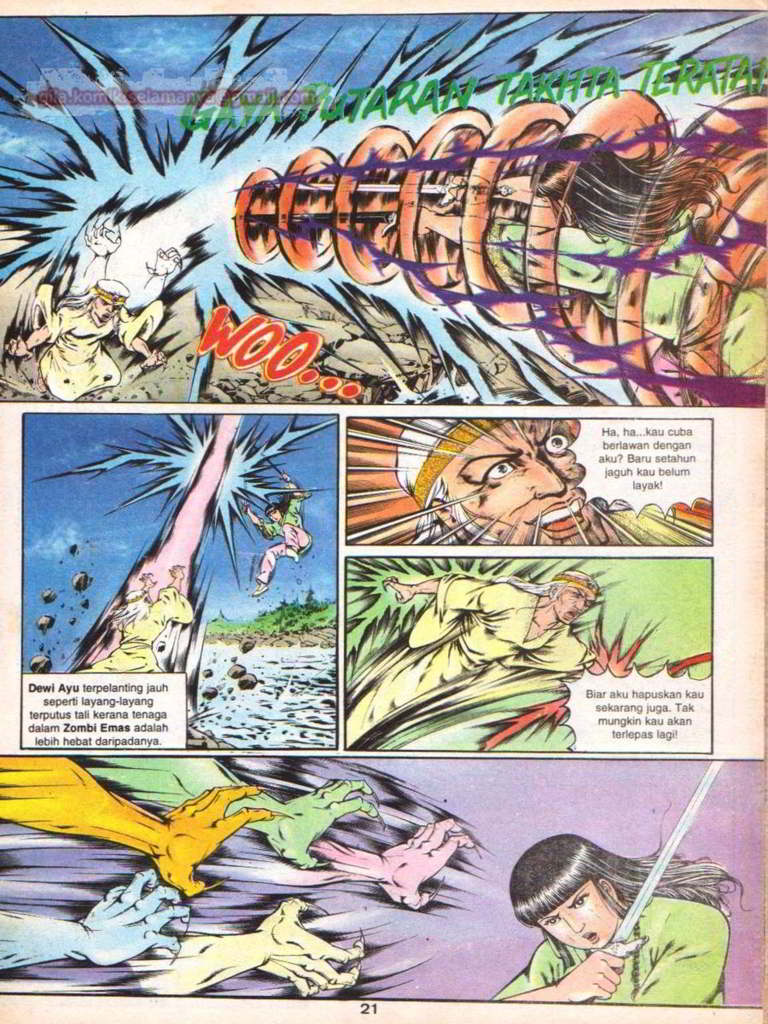 GAYA PUTARAN TAKHTA TERATAI
WOO...
Ha, ha...kau cuba
berlawan dengan
aku? Baru setahun
jaguh kau belum
layak!
Dewi Ayu terpelanting jauh
seperti layang-layang
terputus tali kerana tenaga
dalam Zombi Emas adalah
lebih hebat daripadanya.
Biar aku hapuskan kau
sekarang juga. Tak
mungkin kau akan
terlepas lagi!
21